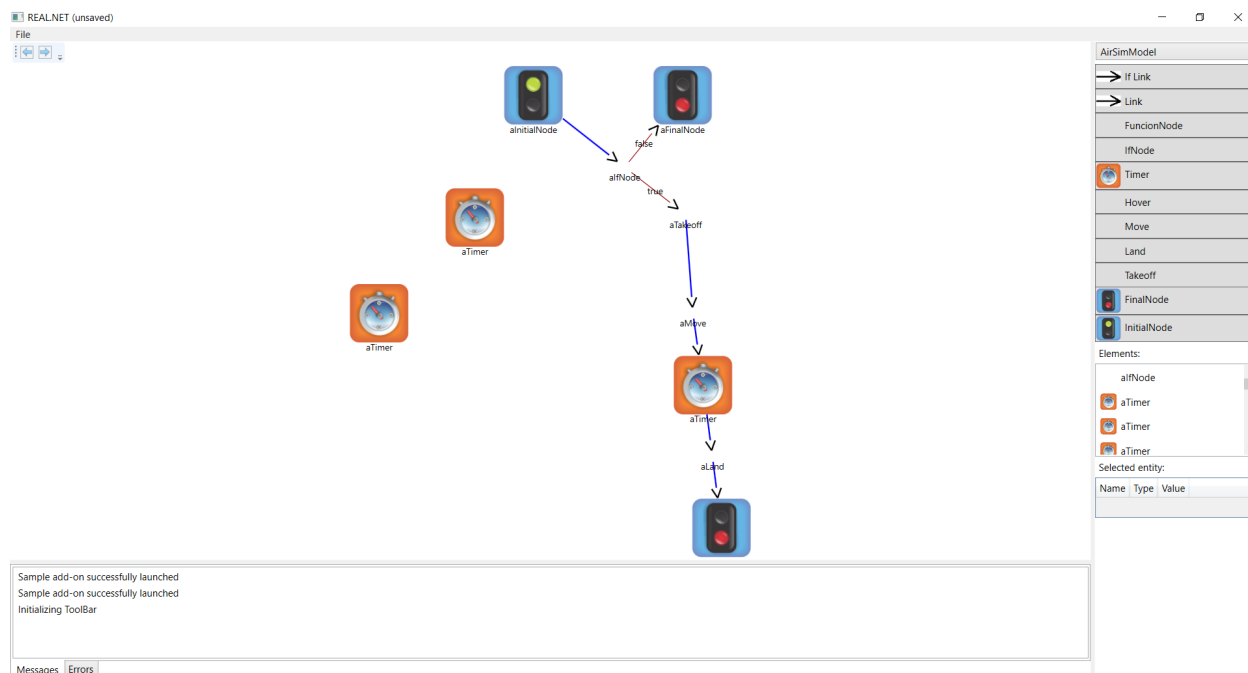 REAL.NET (unsaved)
File
AirSimModel
If Link
Link
FuncionNode
IfNode
Timer
Hover
Move
Land
Takeoff
FinalNode
InitialNode
aInitialNode
aFinalNode
false
aIfNode
true
aTakeoff
aTimer
aTimer
aMove
aTimer
aLand
Elements:
aIfNode
aTimer
aTimer
aTimer
Selected entity:
Name Type Value
Sample add-on successfully launched
Sample add-on successfully launched
Initializing ToolBar
Messages Errors